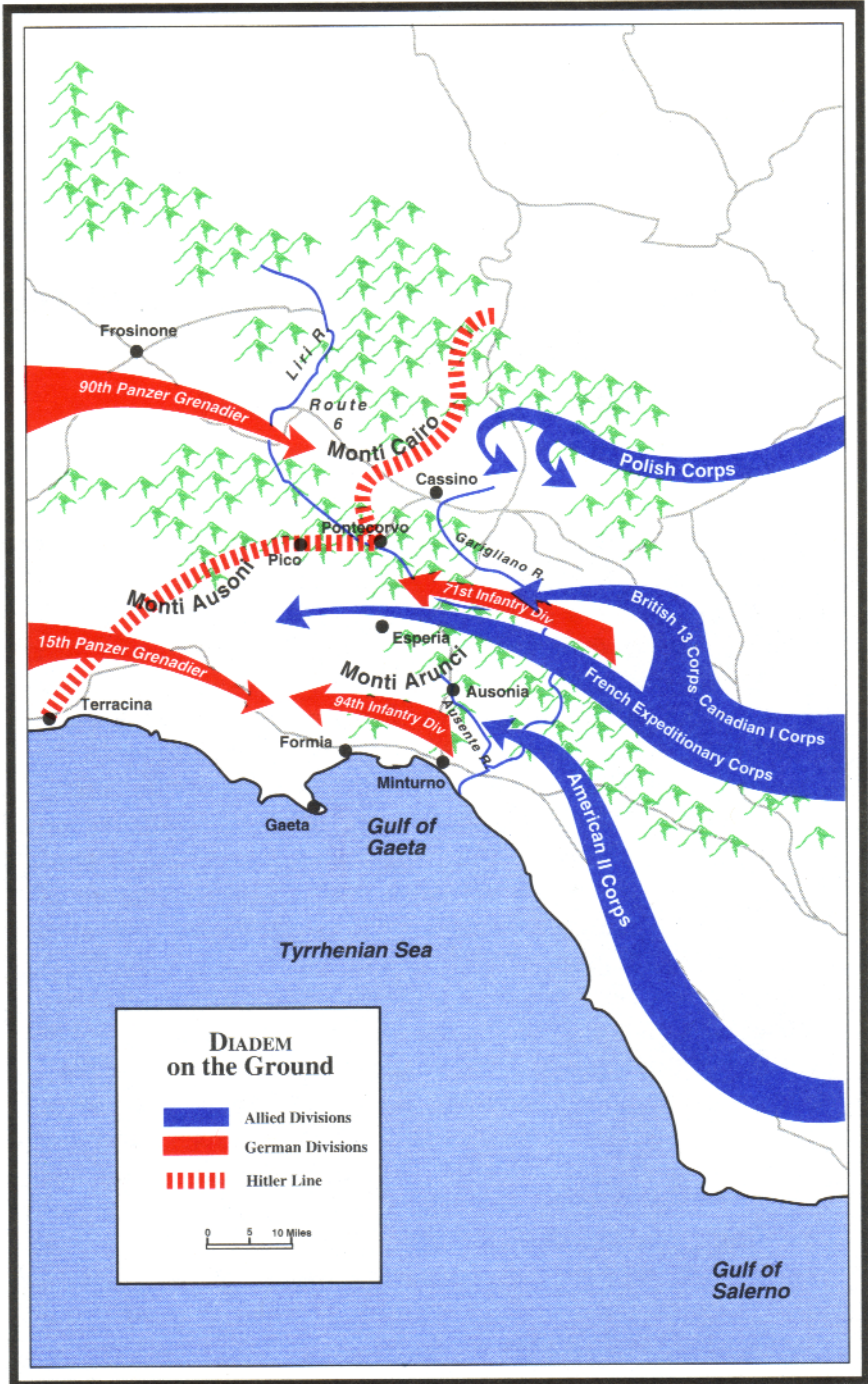 Frosinone
Liri R.
90th Panzer Grenadier
Route
6
Monti Cairo
Polish Corps
Cassino
Pontecorvo
Garigliano R.
Pico
71st Infantry Div
Monti Ausoni
British 13 Corps
Esperia
15th Panzer Grenadier
Monti Arunci
French Expeditionary Corps
Canadian I Corps
Ausonia
94th Infantry Div
Ausente R.
Terracina
Formia
Minturno
American II Corps
Gaeta
Gulf of
Gaeta
Tyrrhenian Sea
DIADEM
on the Ground
Allied Divisions
German Divisions
Hitler Line
0 5 10 Miles
Gulf of
Salerno